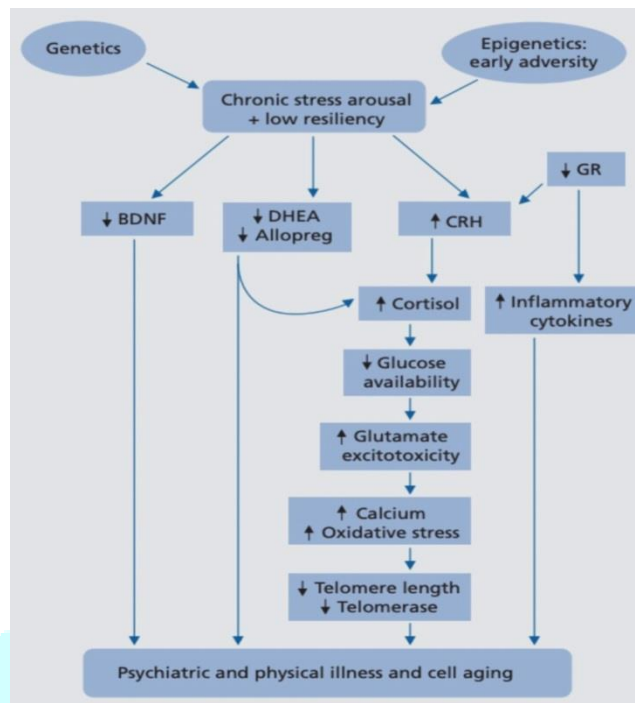 Genetics
Epigenetics:
early adversity
Chronic stress arousal
+ low resiliency
↓ GR
↓ BDNF
↓ DHEA
↓ Allopreg
↑ CRH
↑ Cortisol
↑ Inflammatory
cytokines
↓ Glucose
availability
↑ Glutamate
excitotoxicity
↑ Calcium
↑ Oxidative stress
↓ Telomere length
↓ Telomerase
Psychiatric and physical illness and cell aging